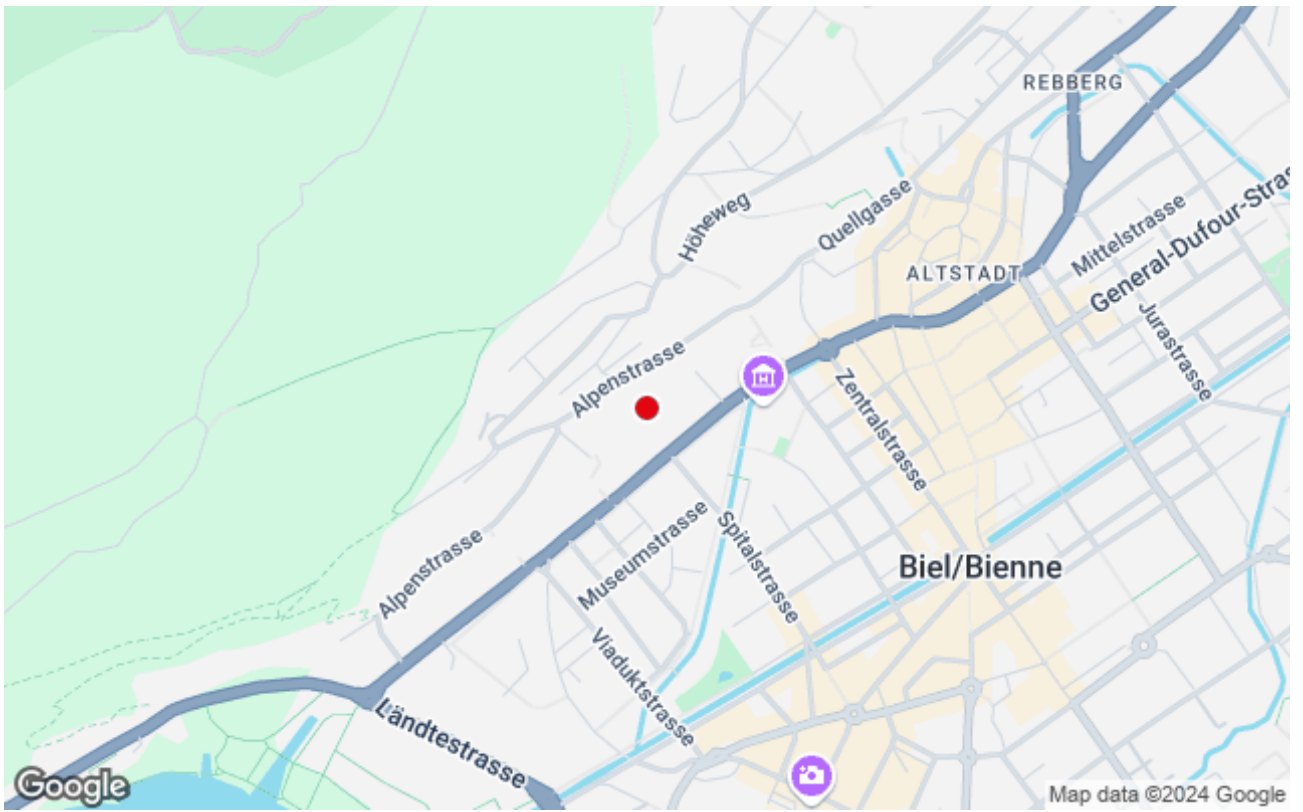 REBBERG
Höheweg
Quellgasse
Mittelstrasse
General-Dufour-Strass
ALTSTADT
Jurastrasse
Alpenstrasse
Zentralstrasse
Museumstrasse
Spitalstrasse
Biel/Bienne
Alpenstrasse
Viaduktstrasse
Ländtestrasse
Google
Map data ©2024 Google